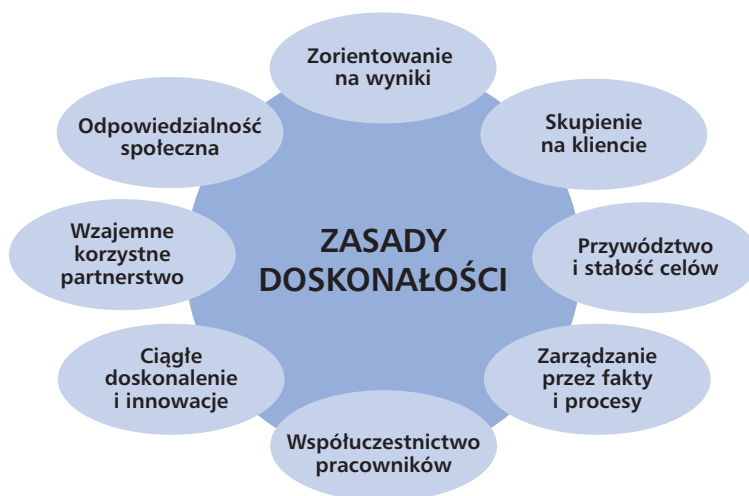 Zorientowanie
na wyniki
Skupienie
na kliencie
Przywództwo
i stałość celów
Zarządzanie
przez fakty
i procesy
Współuczestnictwo
pracowników
Ciągłe
doskonalenie
i innowacje
Wzajemne
korzystne
partnerstwo
Odpowiedzialność
społeczna
ZASADY
DOSKONAŁOŚCI